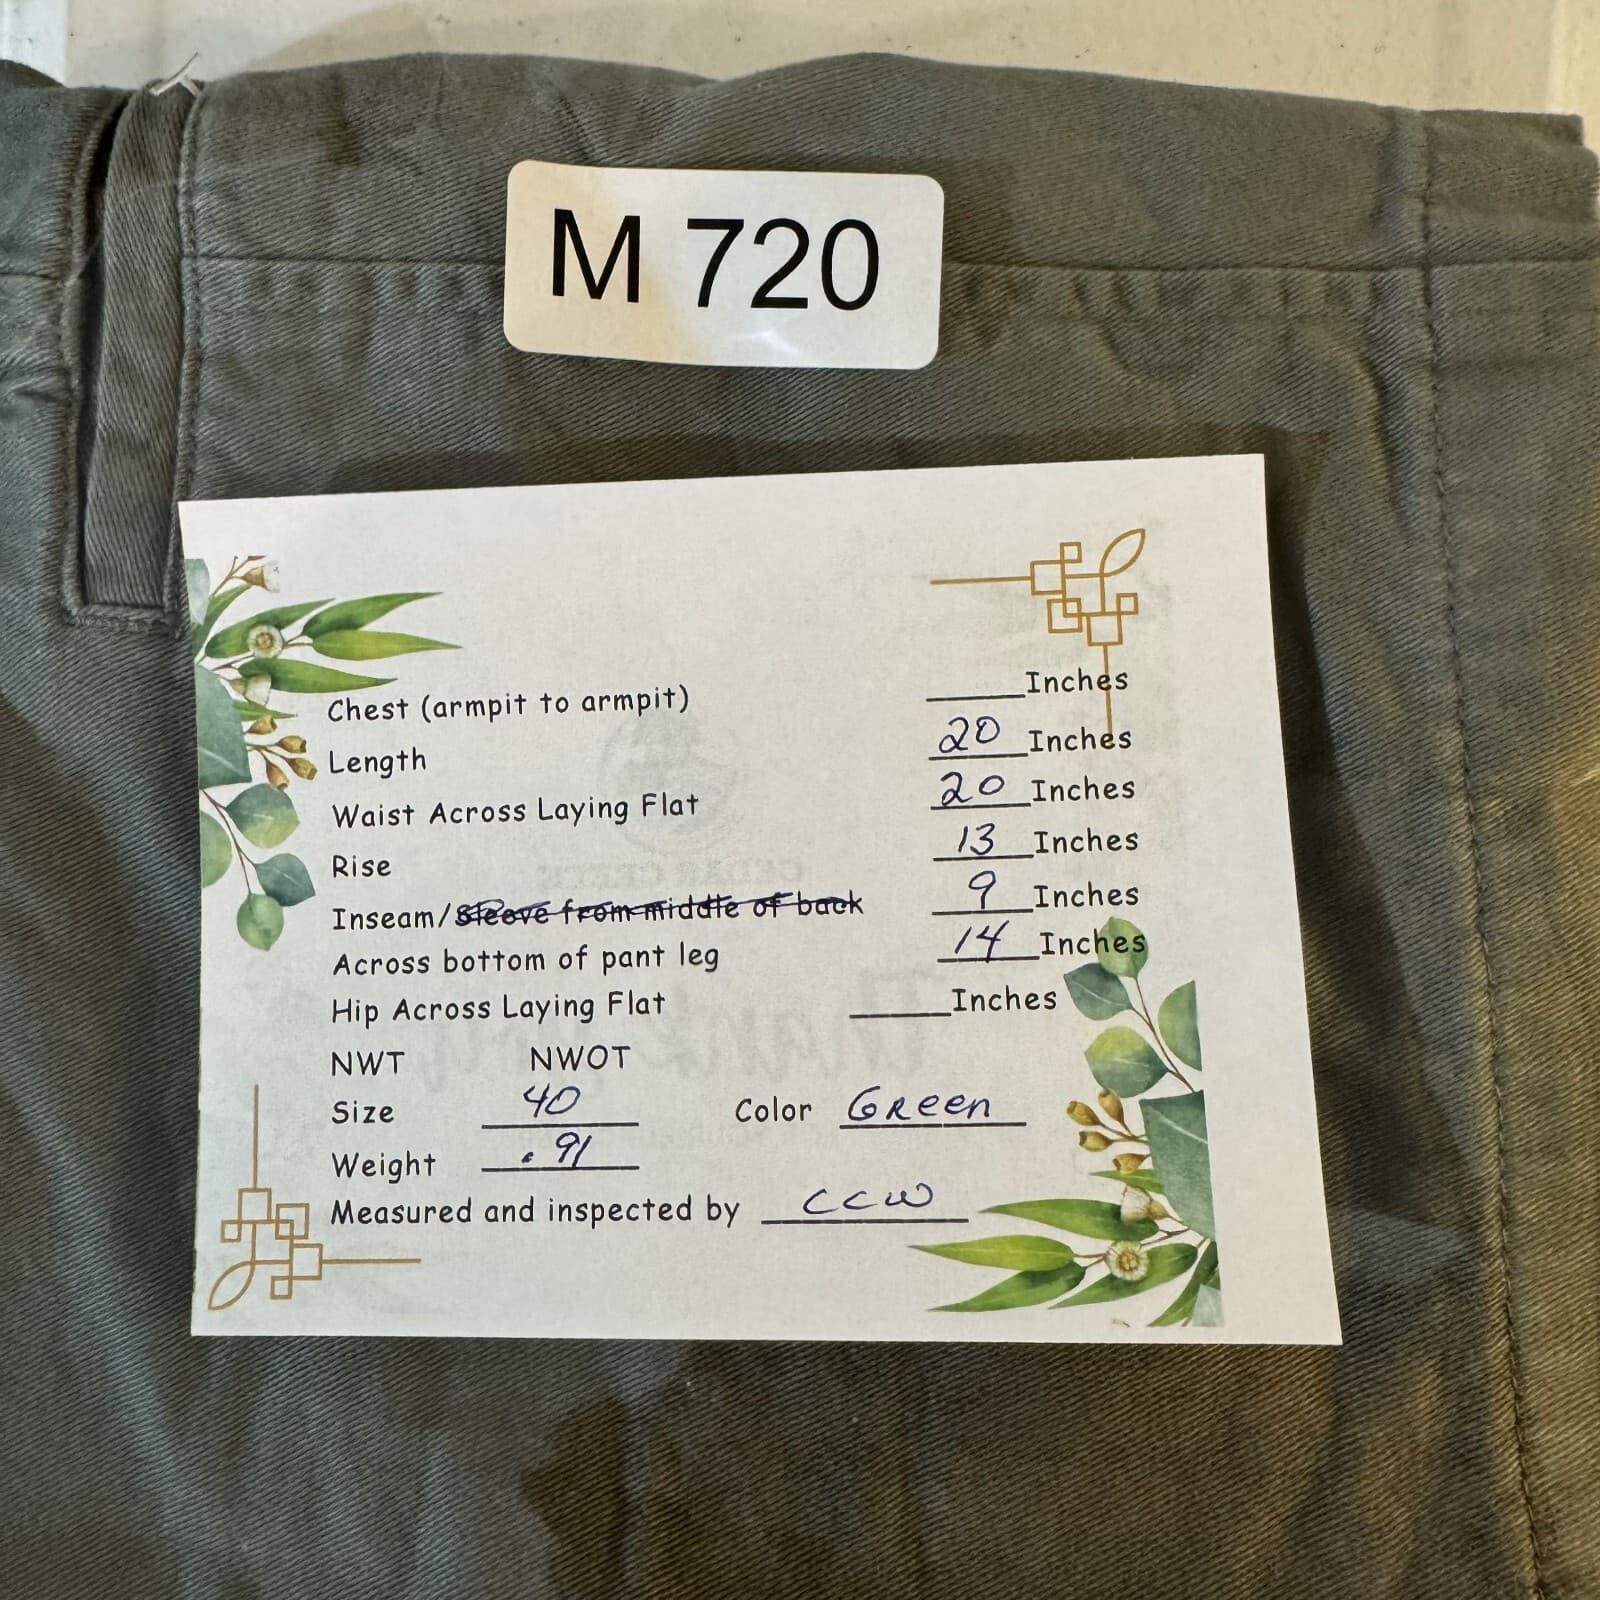 M 720
Chest (armpit to armpit) _____Inches
Length 20 Inches
Waist Across Laying Flat 20 Inches
Rise 13 Inches
Inseam/Sleeve from middle of back 9 Inches
Across bottom of pant leg 14 Inches
Hip Across Laying Flat _____Inches
NWT NWOT
Size 40 Color GReen
Weight .91
Measured and inspected by CCW